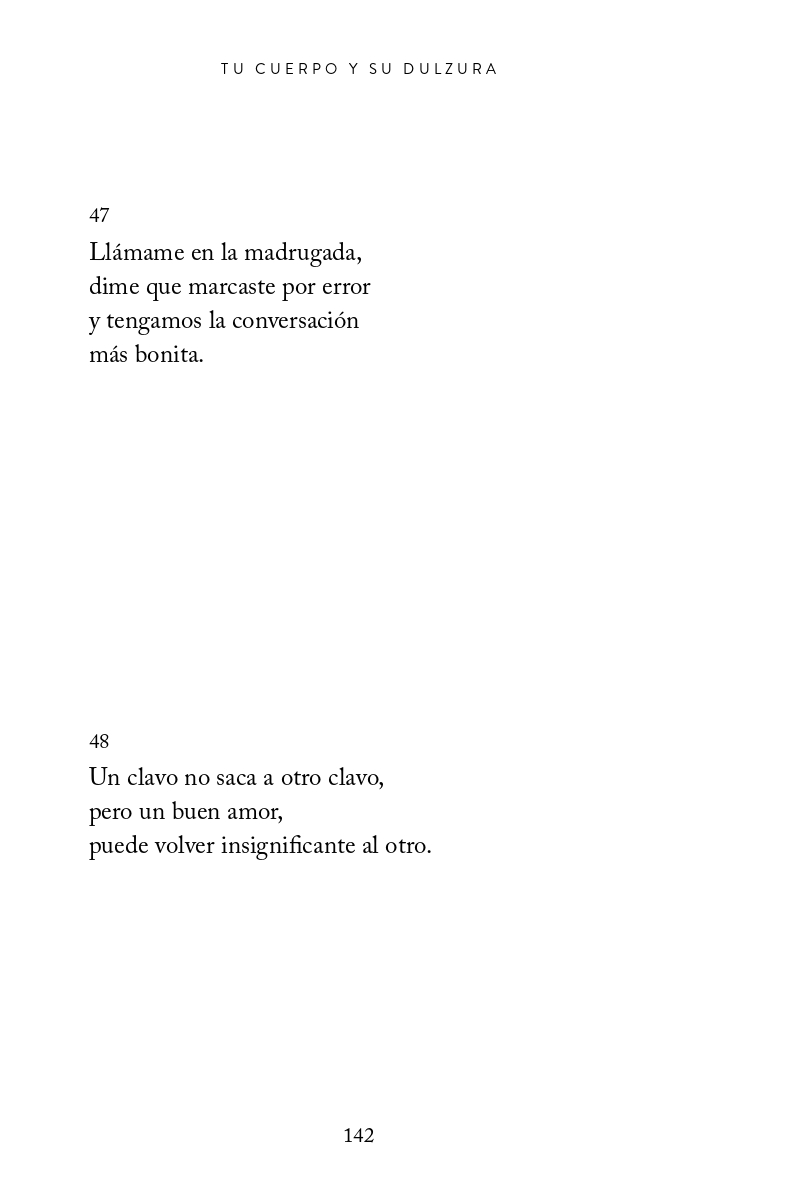 TU CUERPO Y SU DULZURA
47
Llámame en la madrugada,
dime que marcaste por error
y tengamos la conversación
más bonita.
48
Un clavo no saca a otro clavo,
pero un buen amor,
puede volver insignificante al otro.
142